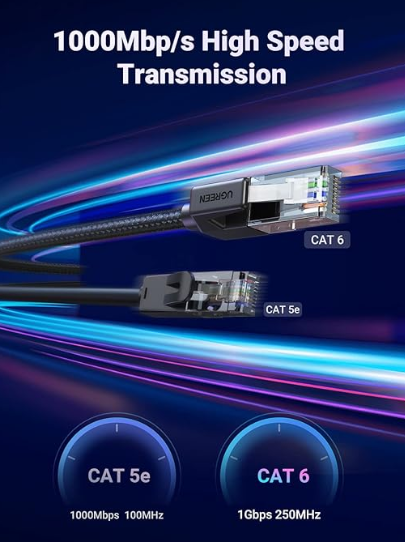 1000Mbp/s High Speed
Transmission
UGREEN
CAT 6
CAT 5e
CAT 5e
CAT 6
1000Mbps 100MHz
1Gbps 250MHz